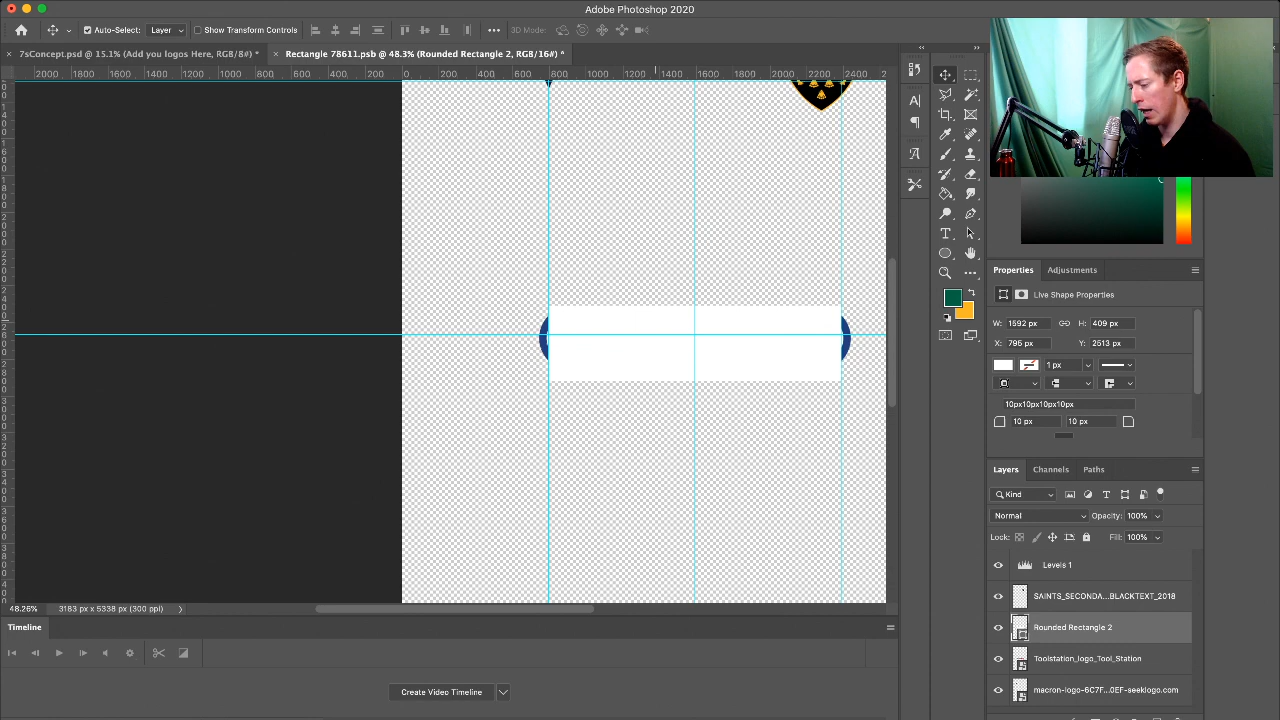 Adobe Photoshop 2020
Auto-Select: Layer Show Transform Controls 3D Mode:
7sConcept.psd @ 15.1% (Add you logos Here, RGB/8#) * Rectangle 78611.psb @ 48.3% (Rounded Rectangle 2, RGB/16#) *
2000 1800 1600 1400 1200 1000 800 600 400 200 0 200 400 600 800 1000 1200 1400 1600 1800 2000 2200 2400
Properties Adjustments
Live Shape Properties
W: 1592 px H: 409 px
X: 796 px Y: 2513 px
1 px
10px10px10px10px
10 px 10 px
Layers Channels Paths
Kind
Normal Opacity: 100%
Lock: Fill: 100%
Levels 1
SAINTS_SECONDA...BLACKTEXT_2018
Rounded Rectangle 2
Toolstation_logo_Tool_Station
macron-logo-6C7F...0EF-seeklogo.com
48.26% 3183 px x 5338 px (300 ppi)
Timeline
Create Video Timeline